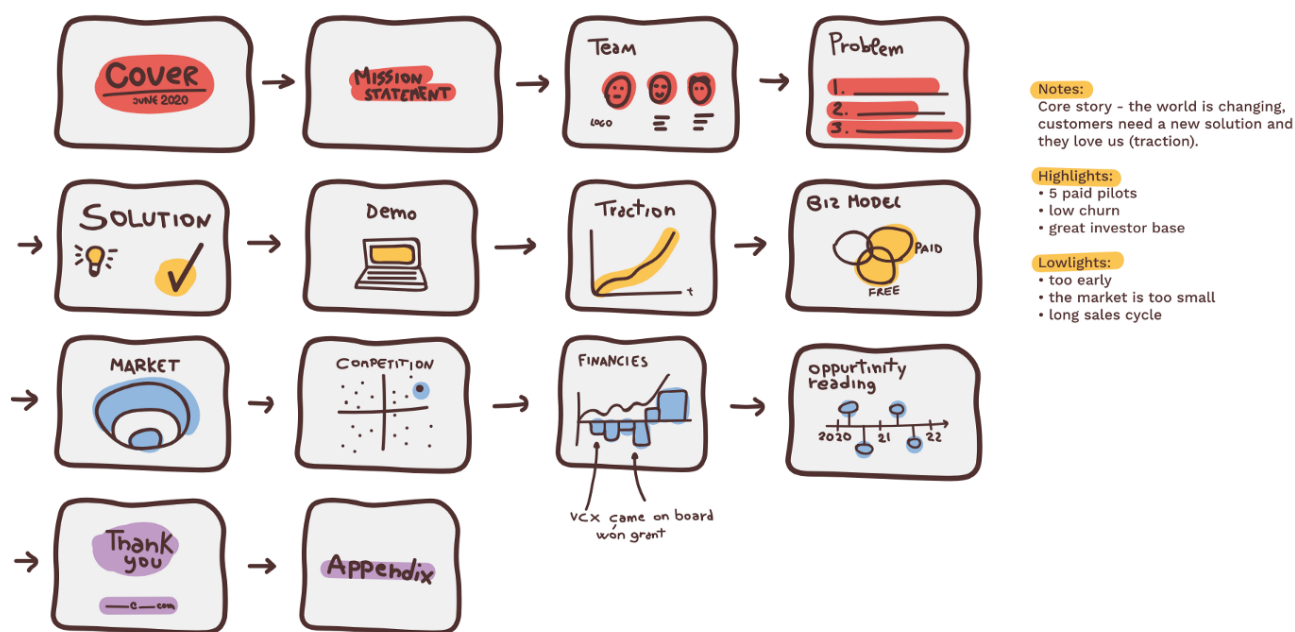 Cover
JUNE 2020
MISSION
STATEMENT
Team
LOGO
Problem
1.
2.
3.
Notes:
Core story - the world is changing,
customers need a new solution and
they love us (traction).
Highlights:
• 5 paid pilots
• low churn
• great investor base
Lowlights:
• too early
• the market is too small
• long sales cycle
SOLUTION
Demo
Traction
t
BIZ MODEL
PAID
FREE
MARKET
COMPETITION
FINANCIES
VCX came on board
won grant
oppurtinity
reading
2020 21 22
Thank
you
—e—com
Appendix